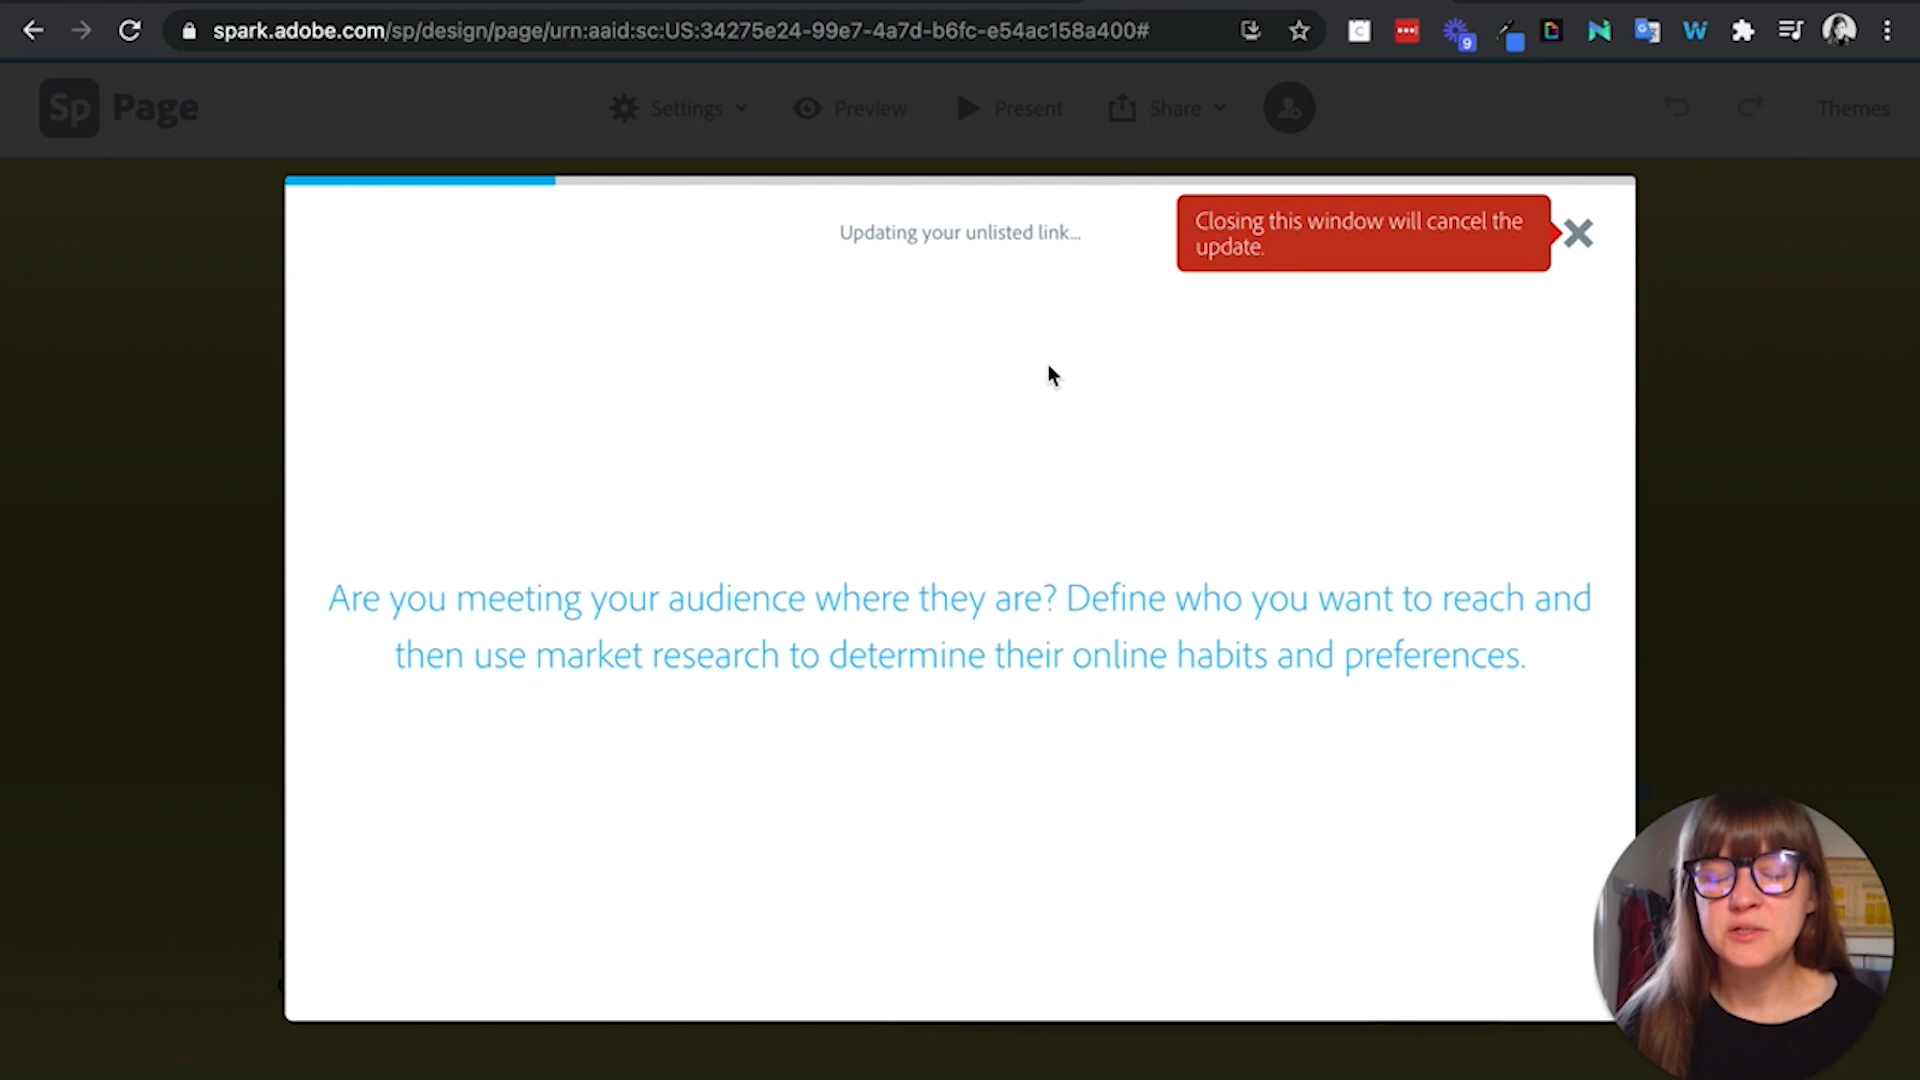 spark.adobe.com/sp/design/page/urn:aaid:sc:US:34275e24-99e7-4a7d-b6fc-e54ac158a400#
C
9
G
W
Sp Page
Settings
Preview
Present
Share
Themes
Updating your unlisted link...
Closing this window will cancel the
update.
Are you meeting your audience where they are? Define who you want to reach and
then use market research to determine their online habits and preferences.